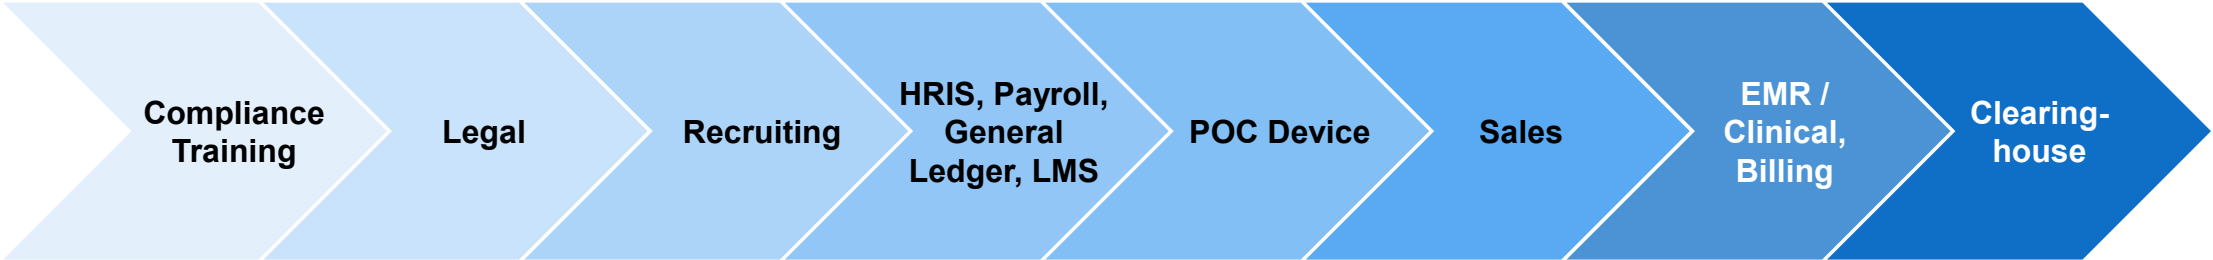 Compliance
Training
Legal
Recruiting
HRIS, Payroll,
General
Ledger, LMS
POC Device
Sales
EMR /
Clinical,
Billing
Clearing-
house